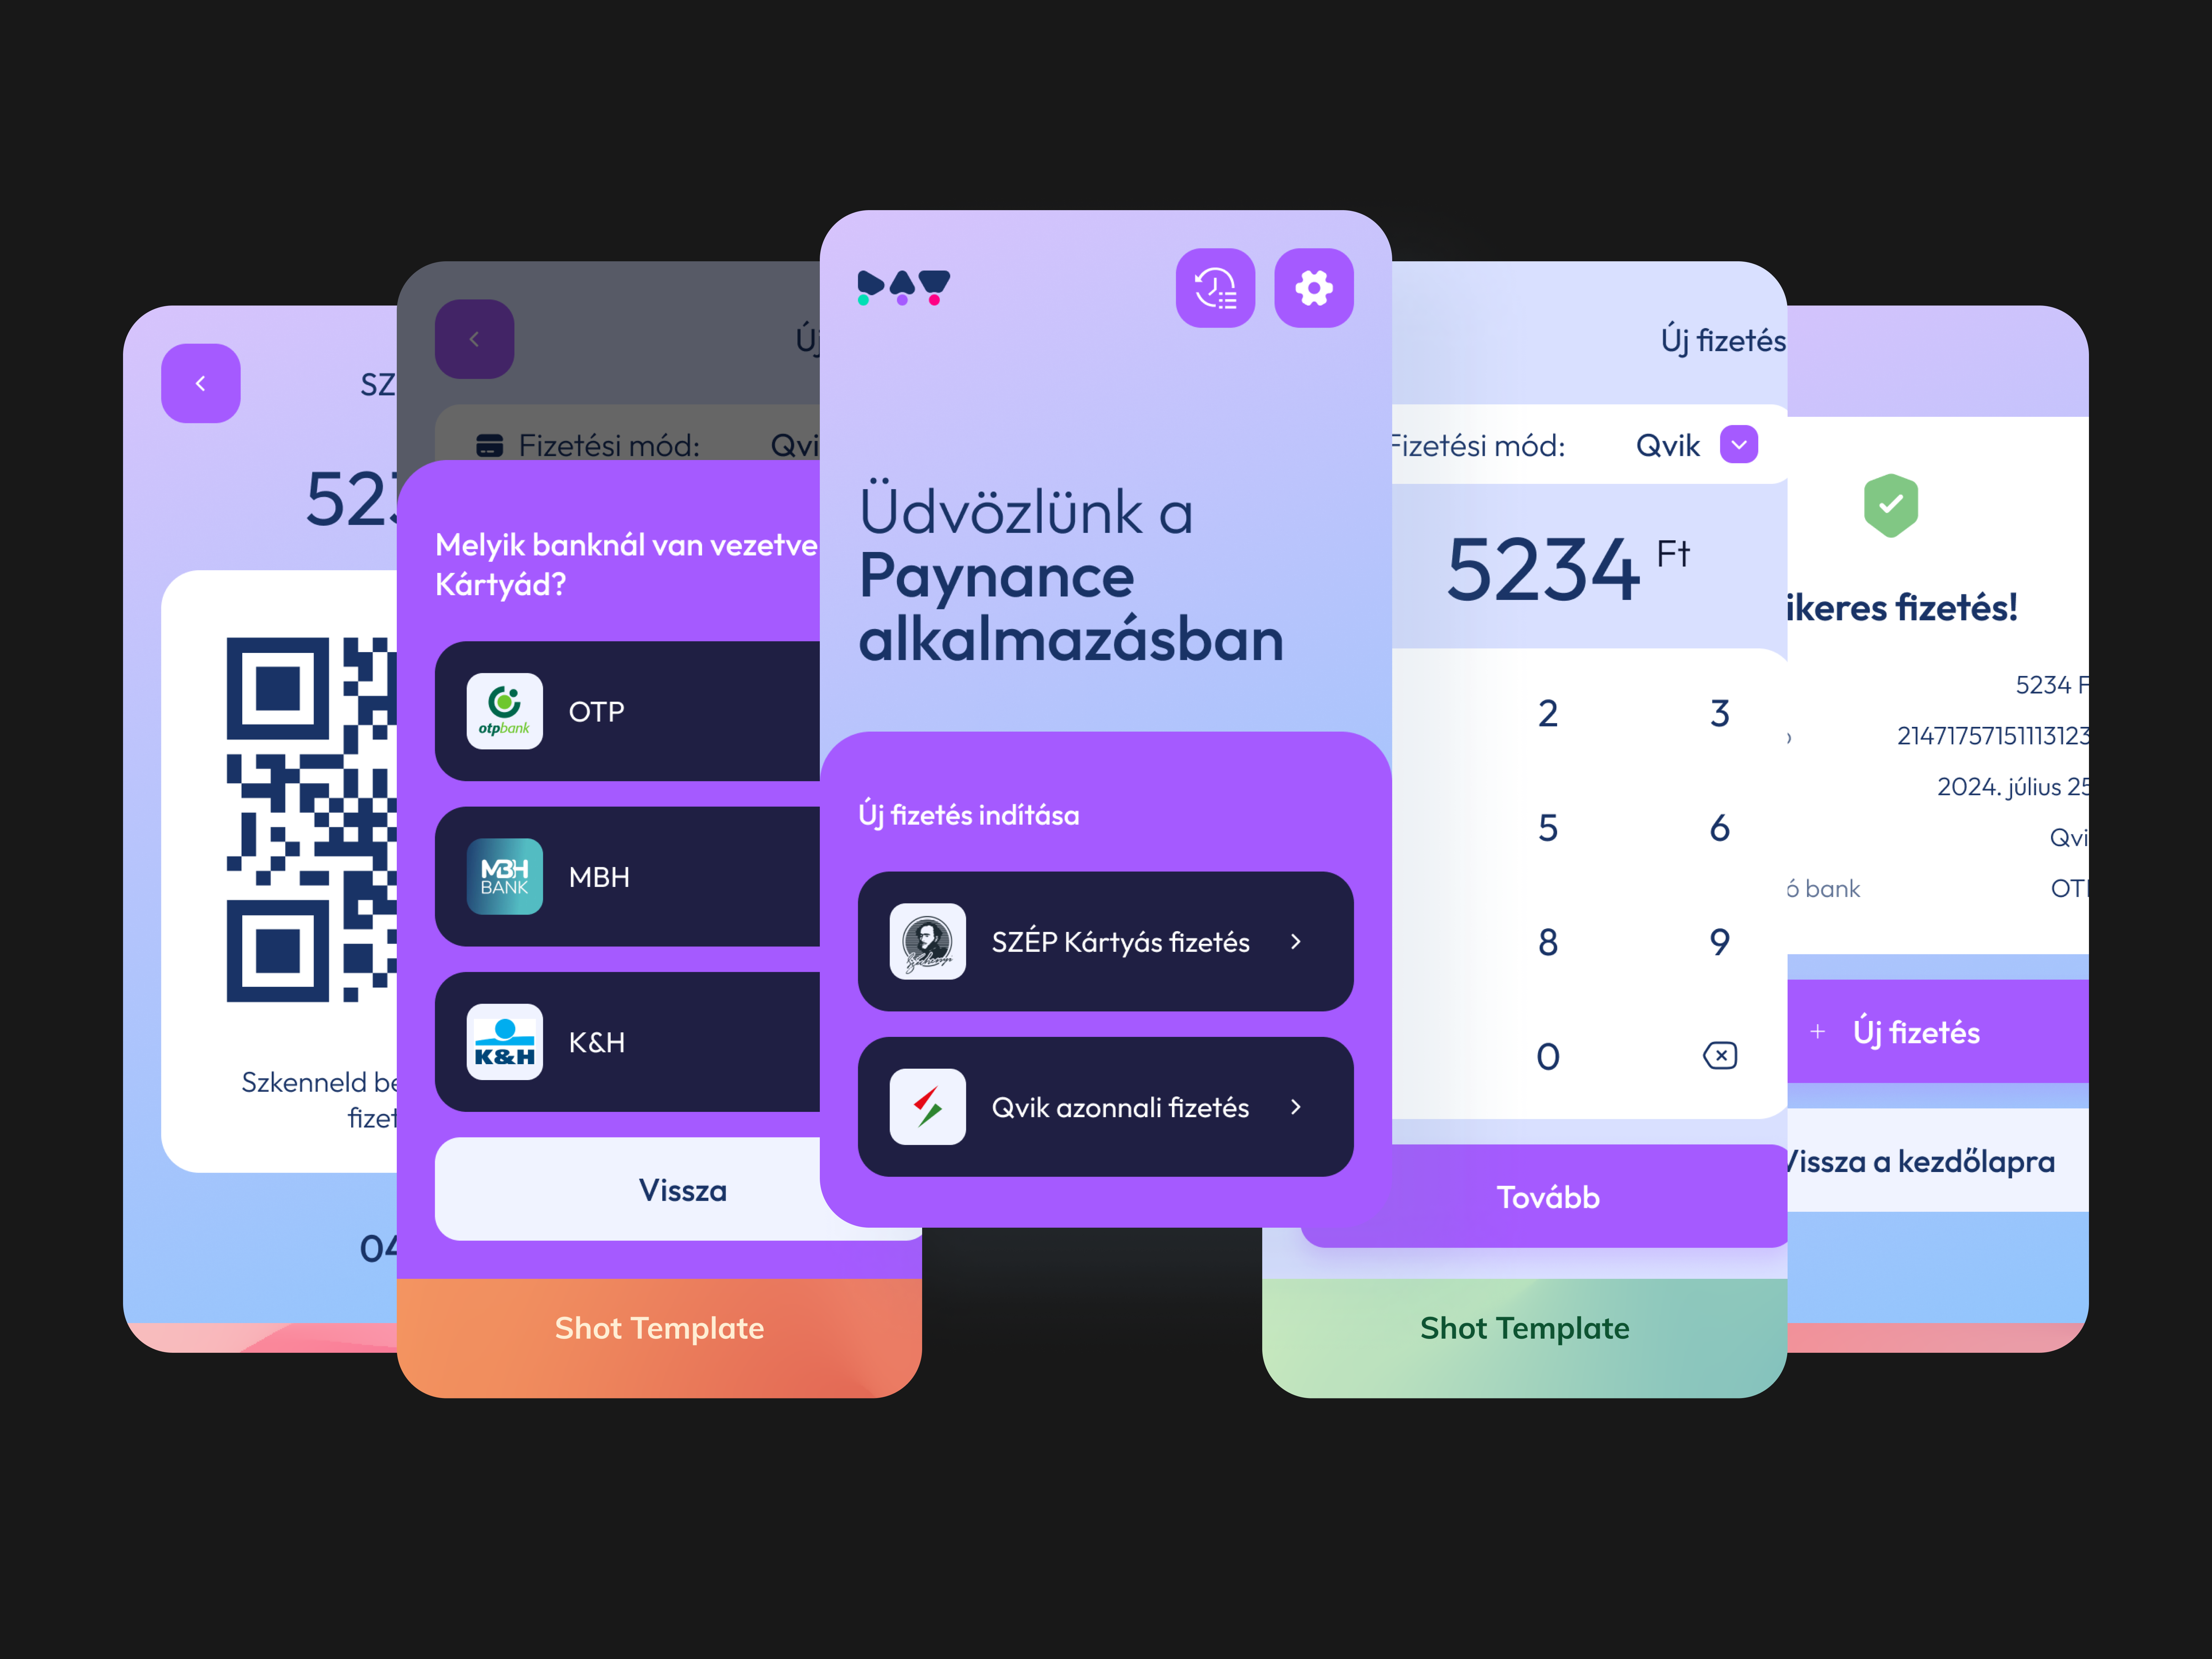 SZ
523
Szkenneld be
fizet
04
Új
Fizetési mód:
Qvi
Melyik banknál van vezetve
Kártyád?
otpbank
OTP
MBH
BANK
MBH
K&H
K&H
Vissza
Shot Template
Üdvözlünk a
Paynance
alkalmazásban
Új fizetés indítása
SZÉP Kártyás fizetés
Qvik azonnali fizetés
Új fizetés
Fizetési mód:
Qvik
5234 Ft
2 3
5 6
8 9
0
Tovább
Shot Template
ikeres fizetés!
5234 F
21471757151113123
2024. július 25
Qvi
ó bank
OTP
Új fizetés
Vissza a kezdőlapra